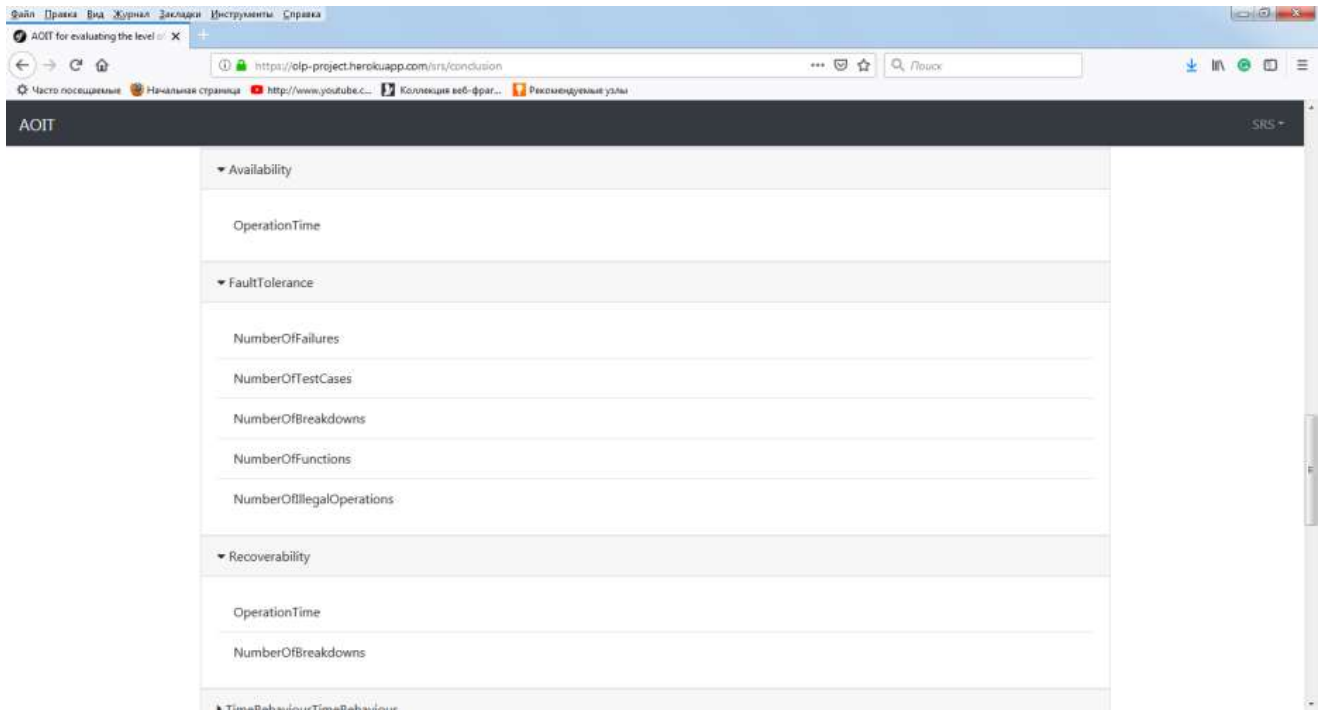 Файл Правка Вид Журнал Закладки Инструменты Справка
AOIT for evaluating the level of
https://olp-project.herokuapp.com/srs/conclusion
Поиск
Часто посещаемые Начальная страница http://www.youtube.c... Коллекция веб-фраг... Рекомендуемые узлы
AOIT SRS
Availability
OperationTime
FaultTolerance
NumberOfFailures
NumberOfTestCases
NumberOfBreakdowns
NumberOfFunctions
NumberOfIllegalOperations
Recoverability
OperationTime
NumberOfBreakdowns
TimeBehaviourTimeBehaviour